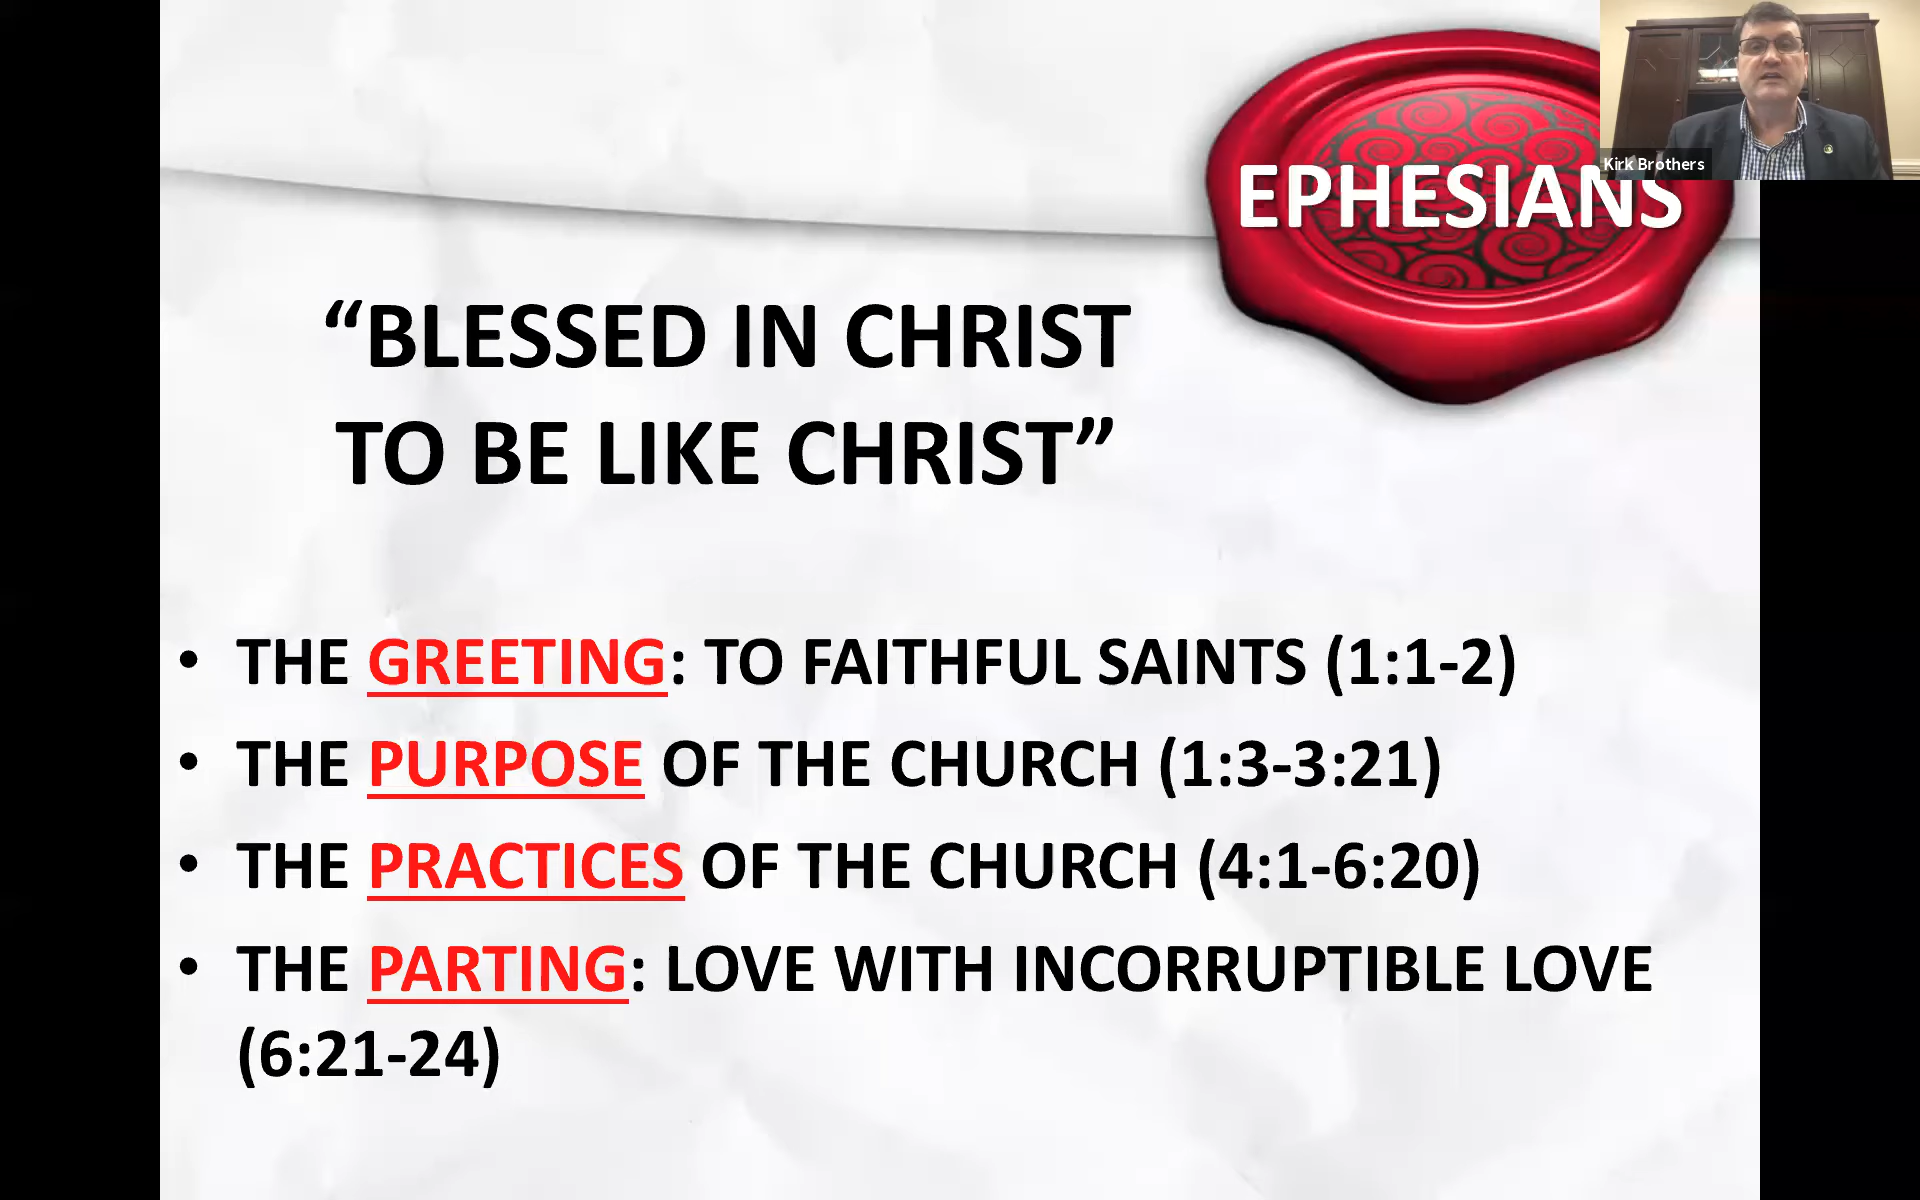 EPHESIANS
Kirk Brothers
“BLESSED IN CHRIST
TO BE LIKE CHRIST”
• THE GREETING: TO FAITHFUL SAINTS (1:1-2)
• THE PURPOSE OF THE CHURCH (1:3-3:21)
• THE PRACTICES OF THE CHURCH (4:1-6:20)
• THE PARTING: LOVE WITH INCORRUPTIBLE LOVE
(6:21-24)